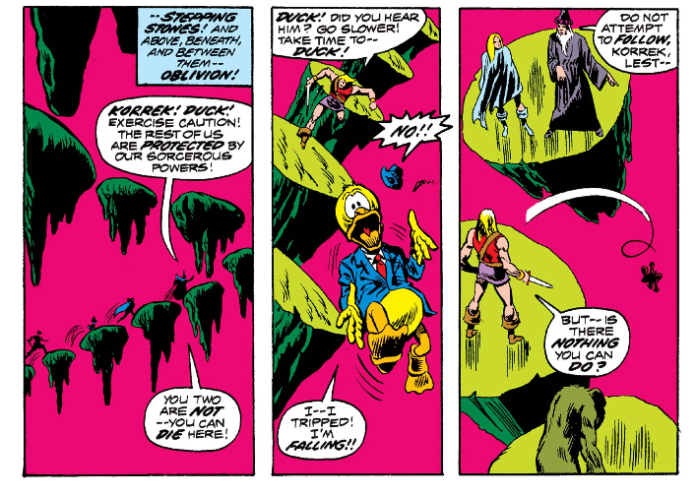 --STEPPING
STONES! AND
ABOVE, BENEATH,
AND BETWEEN
THEM--
OBLIVION!
KORREK! DUCK!
EXERCISE CAUTION!
THE REST OF US
ARE PROTECTED BY
OUR SORCEROUS
POWERS!
YOU TWO
ARE NOT
--YOU CAN
DIE HERE!
DUCK! DID YOU HEAR
HIM? GO SLOWER!
TAKE TIME TO--
DUCK!
NO!!
I--I
TRIPPED!
I'M
FALLING!!
DO NOT
ATTEMPT
TO FOLLOW,
KORREK,
LEST--
BUT--IS
THERE
NOTHING
YOU CAN
DO?